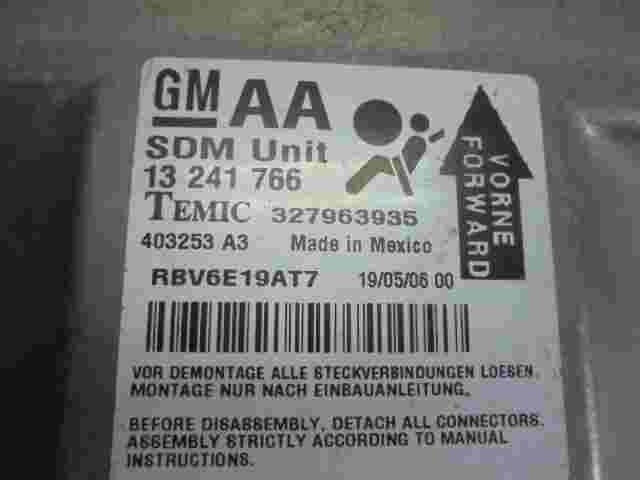 GM AA
SDM Unit
13 241 766
TEMIC 327963935
403253 A3 Made in Mexico
RBV6E19AT7 19/05/06 00
VORNE
FORWARD
VOR DEMONTAGE ALLE STECKVERBINDUNGEN LOESEN.
MONTAGE NUR NACH EINBAUANLEITUNG.
BEFORE DISASSEMBLY, DETACH ALL CONNECTORS.
ASSEMBLY STRICTLY ACCORDING TO MANUAL
INSTRUCTIONS.